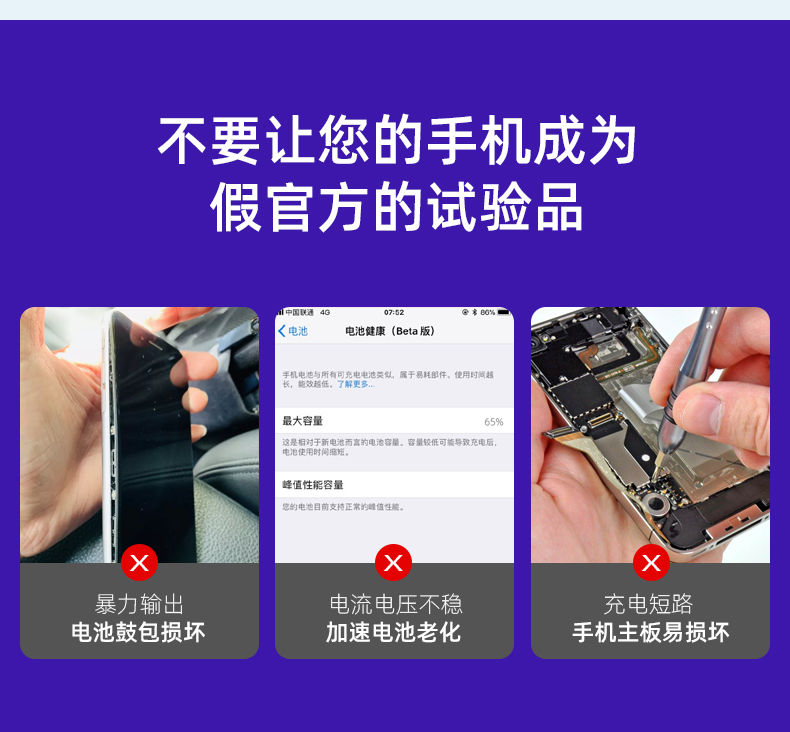 不要让您的手机成为
假官方的试验品
中国联通 4G 07:52 86%
电池 电池健康（Beta 版）
手机电池与所有可充电电池类似，属于易耗部件，使用时间越
长，能效越低。了解更多...
最大容量 65%
这是相对于新电池而言的电池容量。容量较低可能导致充电后，
电池使用时间缩短。
峰值性能容量
您的电池目前支持正常的峰值性能。
暴力输出
电池鼓包损坏
电流电压不稳
加速电池老化
充电短路
手机主板易损坏